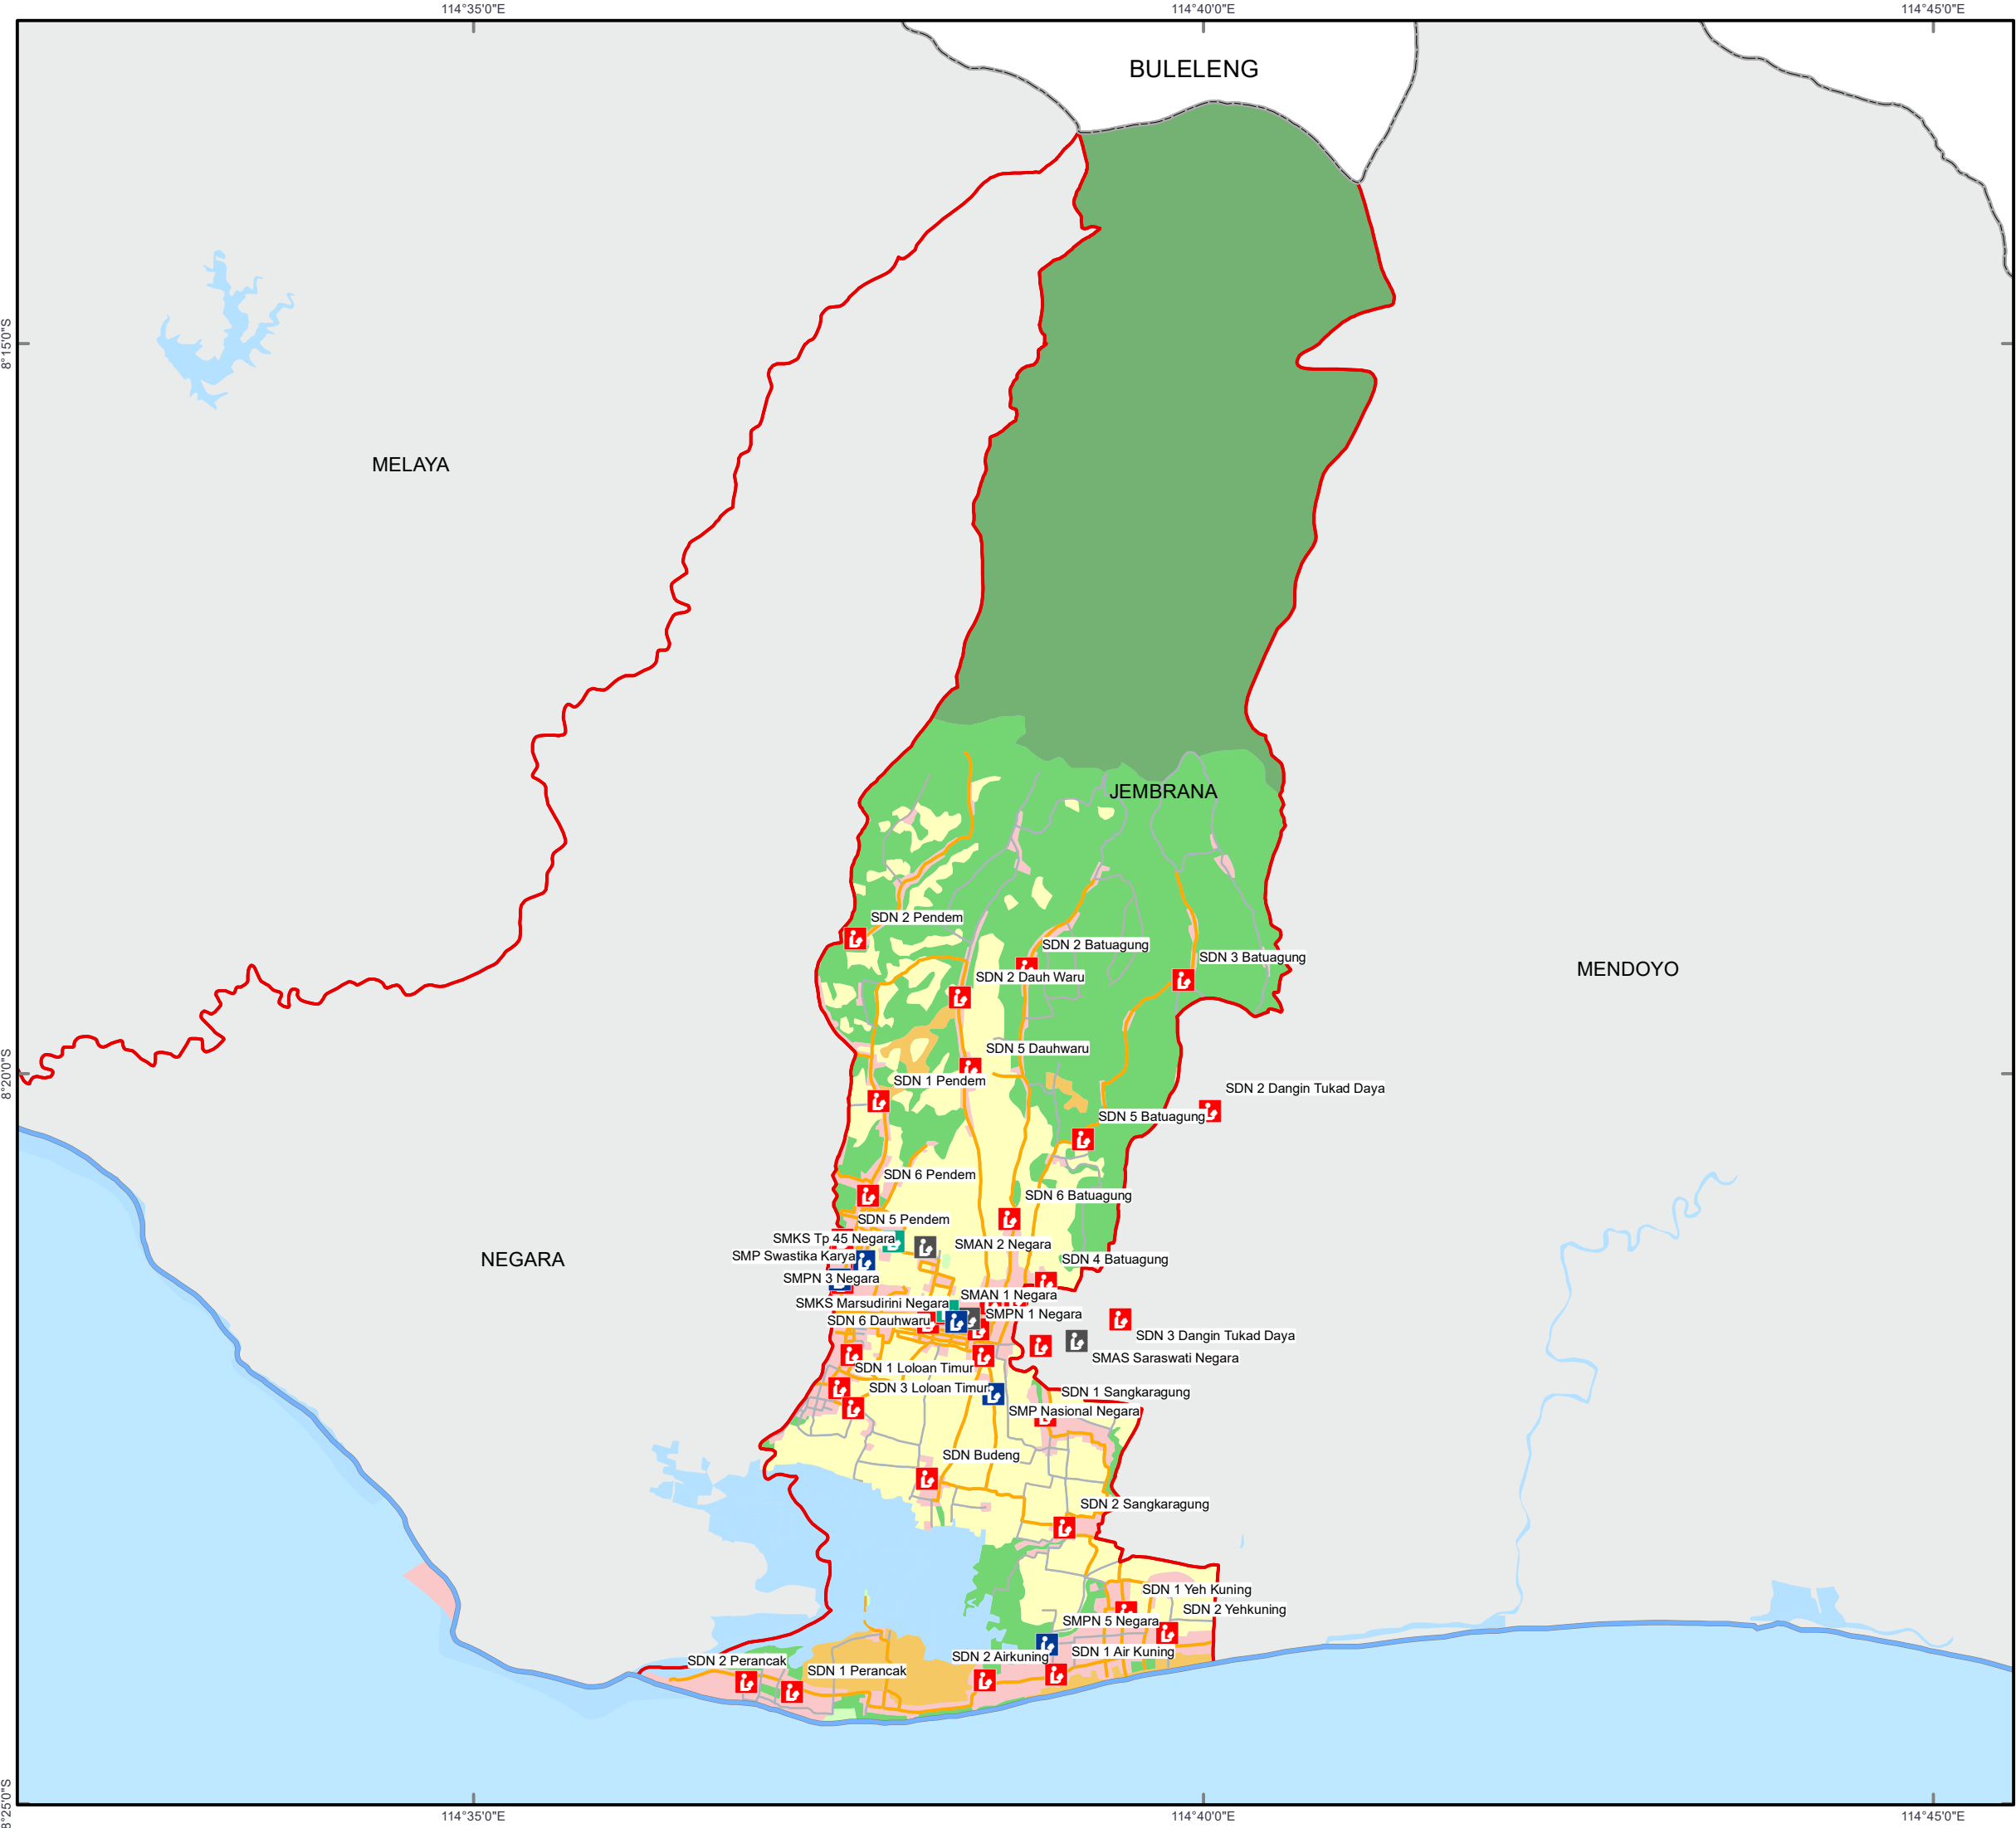 114°35'0"E
114°40'0"E
114°45'0"E
BULELENG
8°15'0"S
MELAYA
JEMBRANA
SDN 2 Pendem
SDN 2 Batuagung
SDN 3 Batuagung
MENDOYO
SDN 2 Dauh Waru
SDN 5 Dauhwaru
8°20'0"S
SDN 1 Pendem
SDN 2 Dangin Tukad Daya
SDN 5 Batuagung
SDN 6 Pendem
SDN 6 Batuagung
SDN 5 Pendem
SMKS Tp 45 Negara
SMAN 2 Negara
SMP Swastika Karya
NEGARA
SDN 4 Batuagung
SMPN 3 Negara
SMAN 1 Negara
SMKS Marsudirini Negara
SMPN 1 Negara
SDN 6 Dauhwaru
SDN 3 Dangin Tukad Daya
SMAS Saraswati Negara
SDN 1 Loloan Timur
SDN 3 Loloan Timur
SDN 1 Sangkaragung
SMP Nasional Negara
SDN Budeng
SDN 2 Sangkaragung
SDN 1 Yeh Kuning
SDN 2 Yehkuning
SMPN 5 Negara
SDN 1 Air Kuning
SDN 2 Airkuning
SDN 2 Perancak
SDN 1 Perancak
8°25'0"S
114°35'0"E
114°40'0"E
114°45'0"E